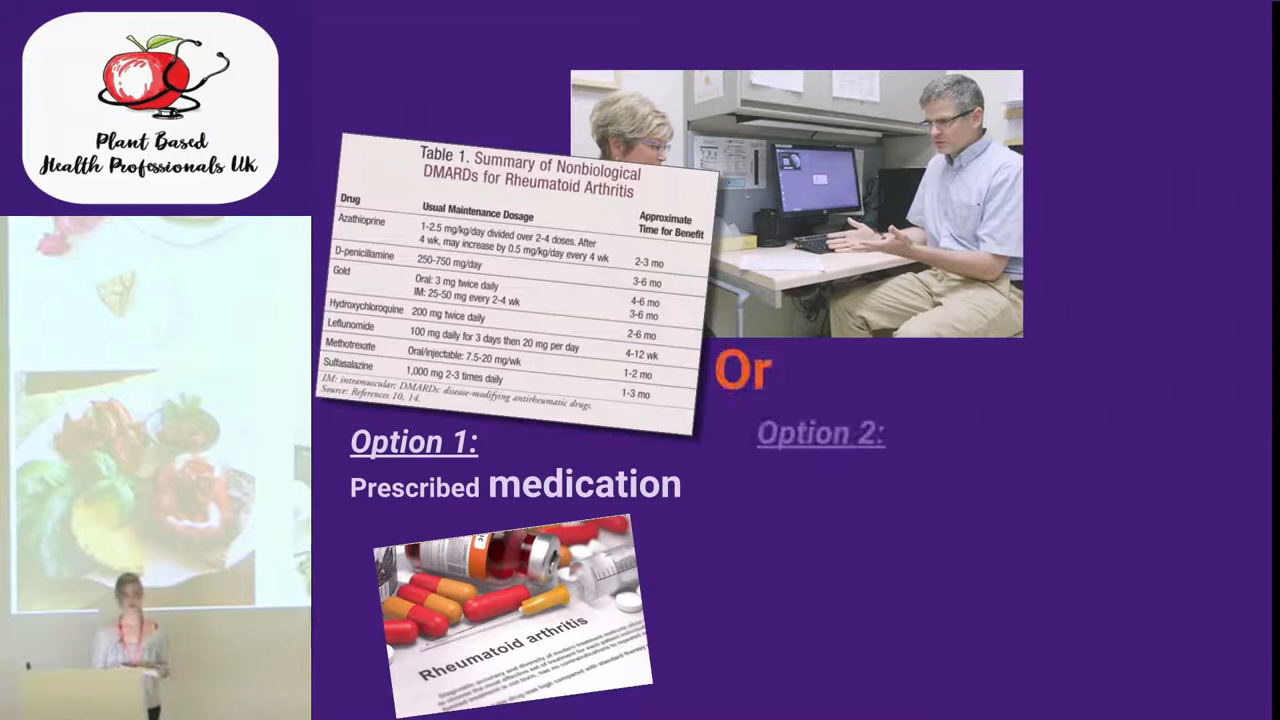 Plant Based
Health Professionals UK
Table 1. Summary of Nonbiological
DMARDs for Rheumatoid Arthritis
Drug Usual Maintenance Dosage Approximate
Time for Benefit
Azathioprine 1-2.5 mg/kg/day divided over 2-4 doses. After
4 wk, may increase by 0.5 mg/kg/day every 4 wk 2-3 mo
D-penicillamine 250-750 mg/day 3-6 mo
Gold Oral: 3 mg twice daily 4-6 mo
IM: 25-50 mg every 2-4 wk 3-6 mo
Hydroxychloroquine 200 mg twice daily 2-6 mo
Leflunomide 100 mg daily for 3 days then 20 mg per day 4-12 wk
Methotrexate Oral/injectable: 7.5-20 mg/wk 1-2 mo
Sulfasalazine 1,000 mg 2-3 times daily 1-3 mo
IM: intramuscular; DMARDs: disease-modifying antirheumatic drugs.
Source: References 10, 14.
Or
Option 1:
Option 2:
Prescribed medication
Rheumatoid arthritis